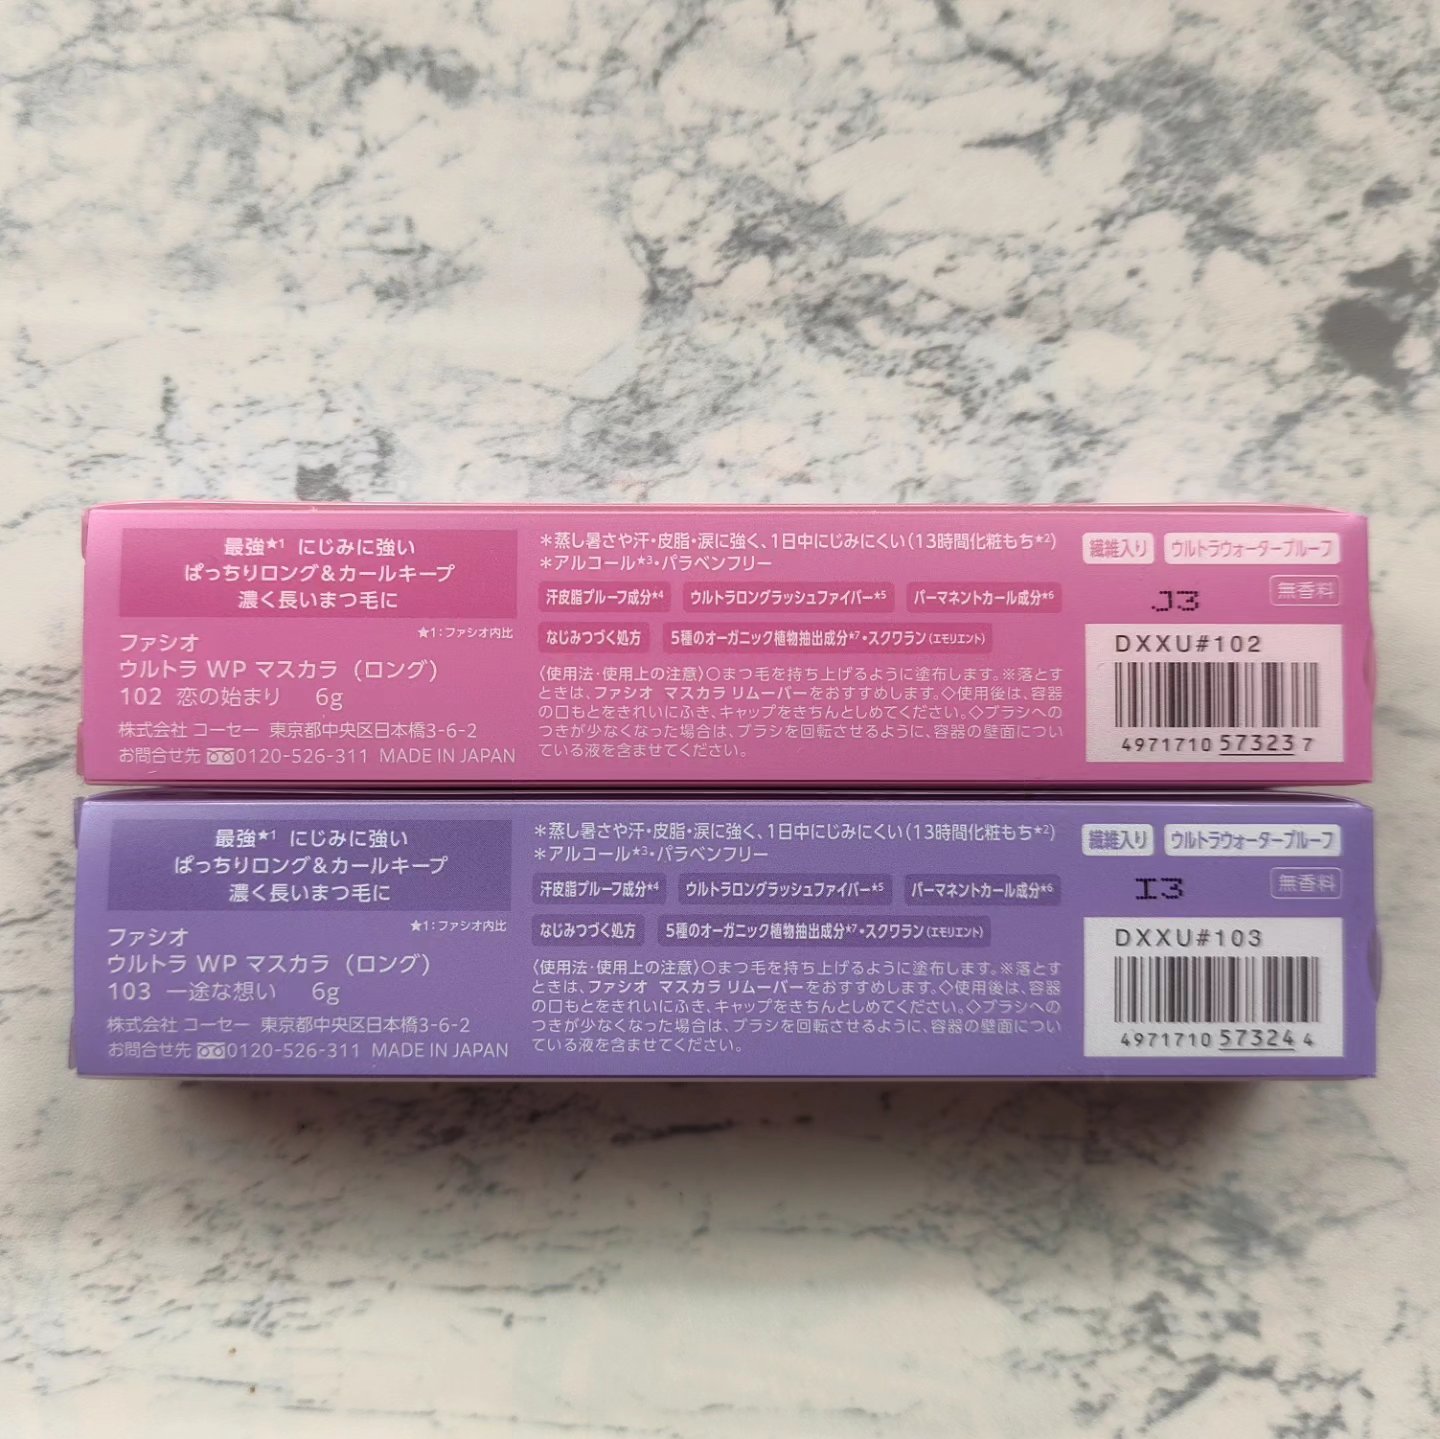 最強★1 にじみに強い
ぱっちりロング&カールキープ
濃く長いまつ毛に
★1:ファシオ内比
ファシオ
ウルトラ WP マスカラ (ロング)
102 恋の始まり 6g
株式会社 コーセー 東京都中央区日本橋3-6-2
お問合せ先 0120-526-311 MADE IN JAPAN
*蒸し暑さや汗・皮脂・涙に強く、1日中にじみにくい(13時間化粧もち★2)
*アルコール★3・パラベンフリー
汗皮脂プルーフ成分★4 ウルトラロングラッシュファイバー★5 パーマネントカール成分★6
なじみつづく処方 5種のオーガニック植物抽出成分★7・スクワラン(エモリエント)
〈使用法・使用上の注意〉○まつ毛を持ち上げるように塗布します。※落とす
ときは、ファシオ マスカラ リムーバーをおすすめします。◇使用後は、容器
の口もとをきれいにふき、キャップをきちんとしめてください。◇ブラシへの
つきが少なくなった場合は、ブラシを回転させるように、容器の壁面につい
ている液を含ませてください。
繊維入り ウルトラウォータープルーフ
J3 無香料
DXXU#102
4971710 573237
最強★1 にじみに強い
ぱっちりロング&カールキープ
濃く長いまつ毛に
★1:ファシオ内比
ファシオ
ウルトラ WP マスカラ (ロング)
103 一途な想い 6g
株式会社 コーセー 東京都中央区日本橋3-6-2
お問合せ先 0120-526-311 MADE IN JAPAN
*蒸し暑さや汗・皮脂・涙に強く、1日中にじみにくい(13時間化粧もち★2)
*アルコール★3・パラベンフリー
汗皮脂プルーフ成分★4 ウルトラロングラッシュファイバー★5 パーマネントカール成分★6
なじみつづく処方 5種のオーガニック植物抽出成分★7・スクワラン(エモリエント)
〈使用法・使用上の注意〉○まつ毛を持ち上げるように塗布します。※落とす
ときは、ファシオ マスカラ リムーバーをおすすめします。◇使用後は、容器
の口もとをきれいにふき、キャップをきちんとしめてください。◇ブラシへの
つきが少なくなった場合は、ブラシを回転させるように、容器の壁面につい
ている液を含ませてください。
繊維入り ウルトラウォータープルーフ
I3 無香料
DXXU#103
4971710 573244